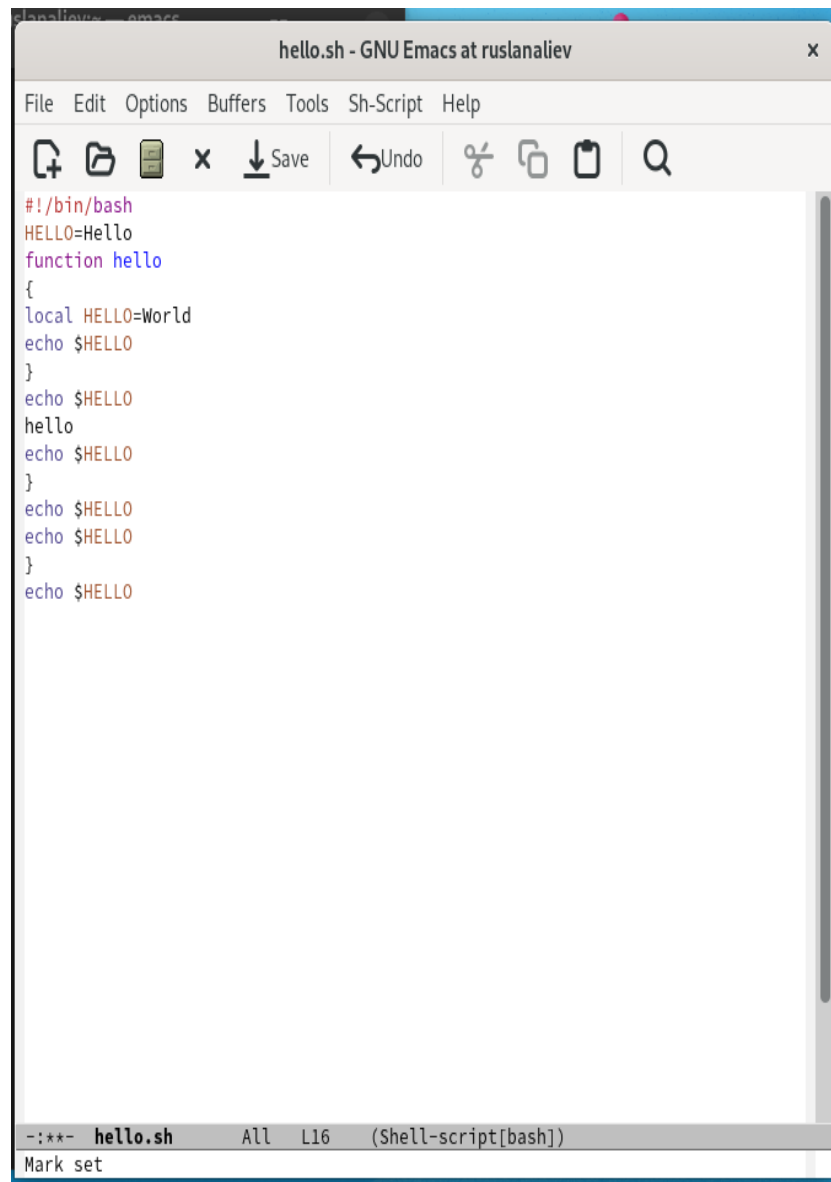 slanaliev:~ — emacs
hello.sh - GNU Emacs at ruslanaliev
File Edit Options Buffers Tools Sh-Script Help
Save Undo
#!/bin/bash
HELLO=Hello
function hello
{
local HELLO=World
echo $HELLO
}
echo $HELLO
hello
echo $HELLO
}
echo $HELLO
echo $HELLO
}
echo $HELLO
-:**- hello.sh All L16 (Shell-script[bash])
Mark set